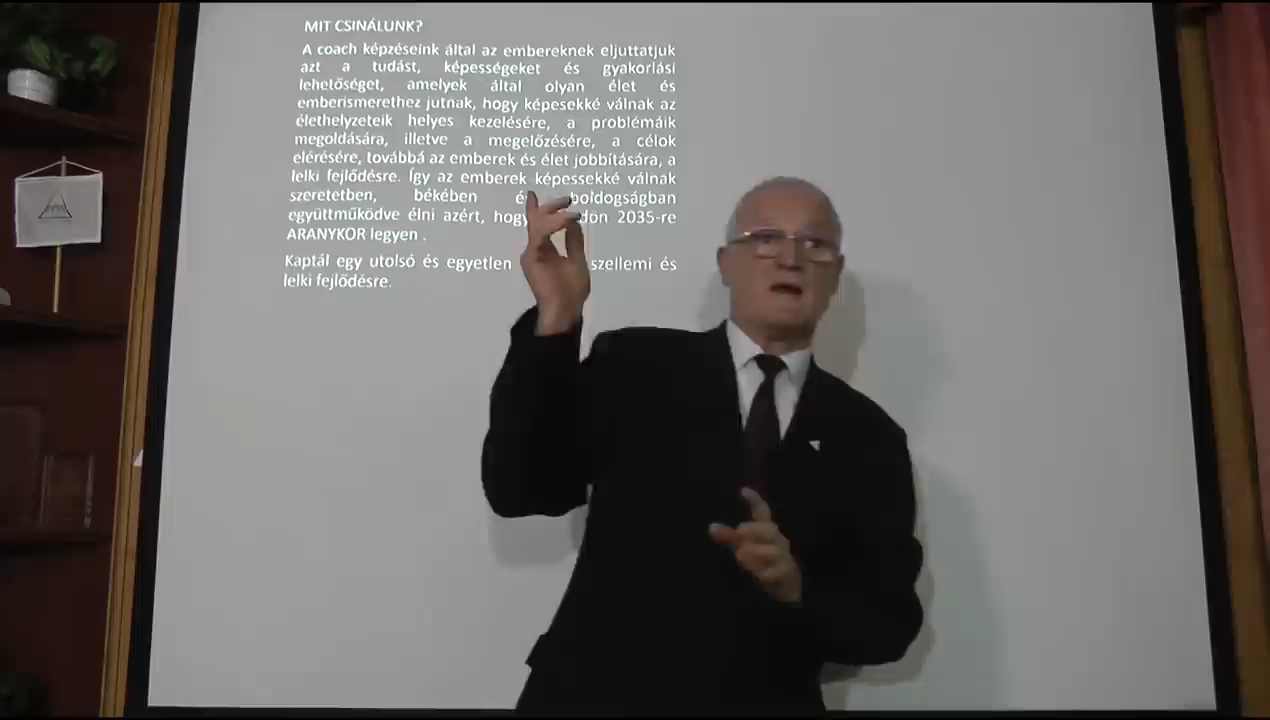 MIT CSINÁLUNK?
A coach képzéseink által az embereknek eljuttatjuk
azt a tudást, képességeket és gyakorlási
lehetőséget, amelyek által olyan élet és
emberismerethez jutnak, hogy képesekké válnak az
élethelyzeteik helyes kezelésére, a problémáik
megoldására, illetve a megelőzésére, a célok
elérésére, továbbá az emberek és élet jobbítására, a
lelki fejlődésre. Így az emberek képessekké válnak
szeretetben, békében boldogságban
együttműködve élni azért, 2035-re
ARANYKOR legyen .
Kaptál egy utolsó és egyetlen szellemi és
lelki fejlődésre.